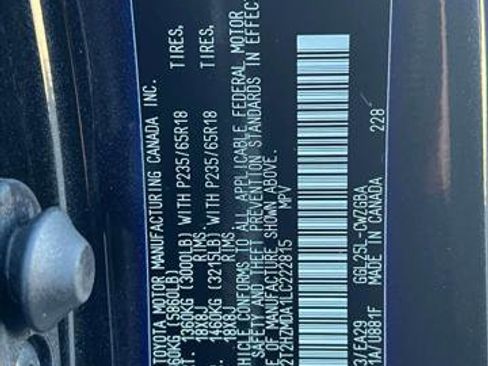 TOYOTA MOTOR MANUFACTURING CANADA INC.
60KG (5860LB)
1360KG (3000LB) WITH P235/65R18 TIRES,
18X8J RIMS.
1460KG (3215LB) WITH P235/65R18 TIRES,
18X8J RIMS.
VEHICLE CONFORMS TO ALL APPLICABLE FEDERAL MOTOR
SAFETY AND THEFT PREVENTION STANDARDS IN EFFECT
MANUFACTURE SHOWN ABOVE.
2T2HZMDA1LC222815 MPV
3/EA29 GGL25L-CWZGBA
1A/U881F MADE IN CANADA 228